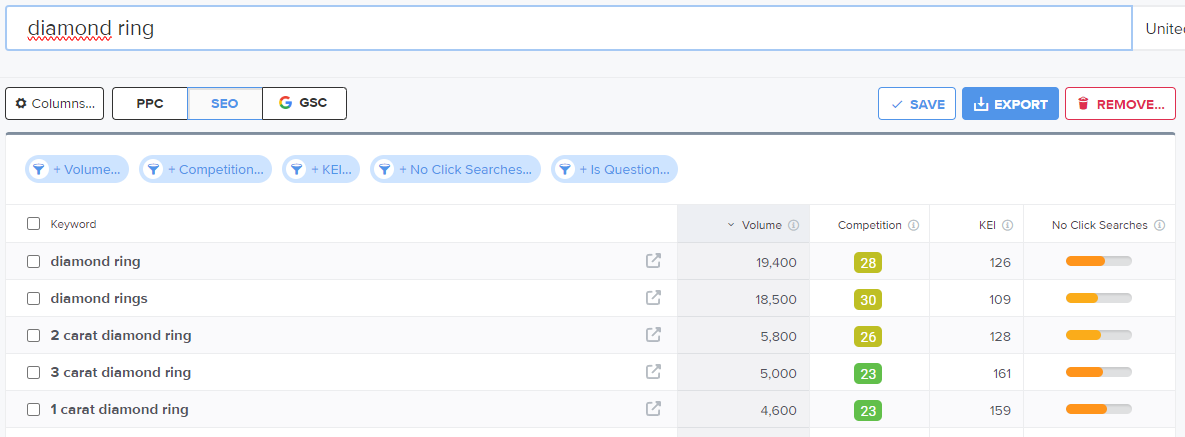 diamond ring
Unite
Columns... PPC SEO GSC SAVE EXPORT REMOVE...
+ Volume... + Competition... + KEI... + No Click Searches... + Is Question...
Keyword Volume Competition KEI No Click Searches
diamond ring 19,400 28 126
diamond rings 18,500 30 109
2 carat diamond ring 5,800 26 128
3 carat diamond ring 5,000 23 161
1 carat diamond ring 4,600 23 159